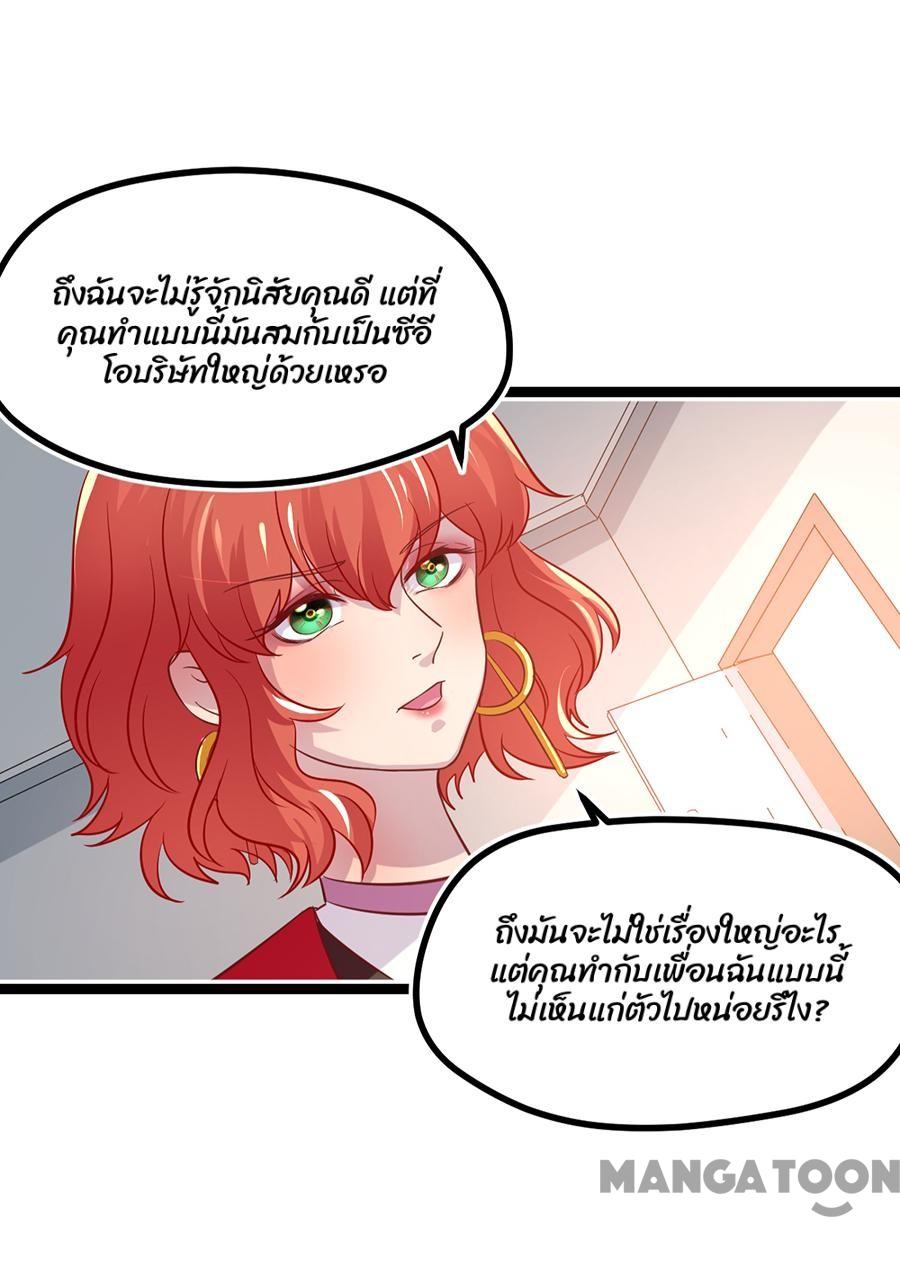 ถึงฉันจะไม่รู้จักนิสัยคุณดี แต่ที่
คุณทำแบบนี้มันสมกับเป็นซีอี
โอบริษัทใหญ่ด้วยเหรอ
ถึงมันจะไม่ใช่เรื่องใหญ่อะไร
แต่คุณทำกับเพื่อนฉันแบบนี้
ไม่เห็นแก่ตัวไปหน่อยรึไง?
MANGATOON